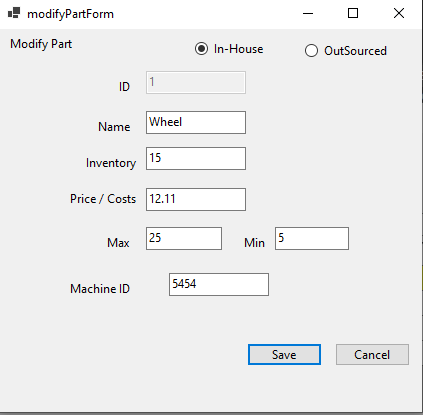 modifyPartForm
Modify Part
In-House
OutSourced
ID 1
Name Wheel
Inventory 15
Price / Costs 12.11
Max 25 Min 5
Machine ID 5454
Save Cancel